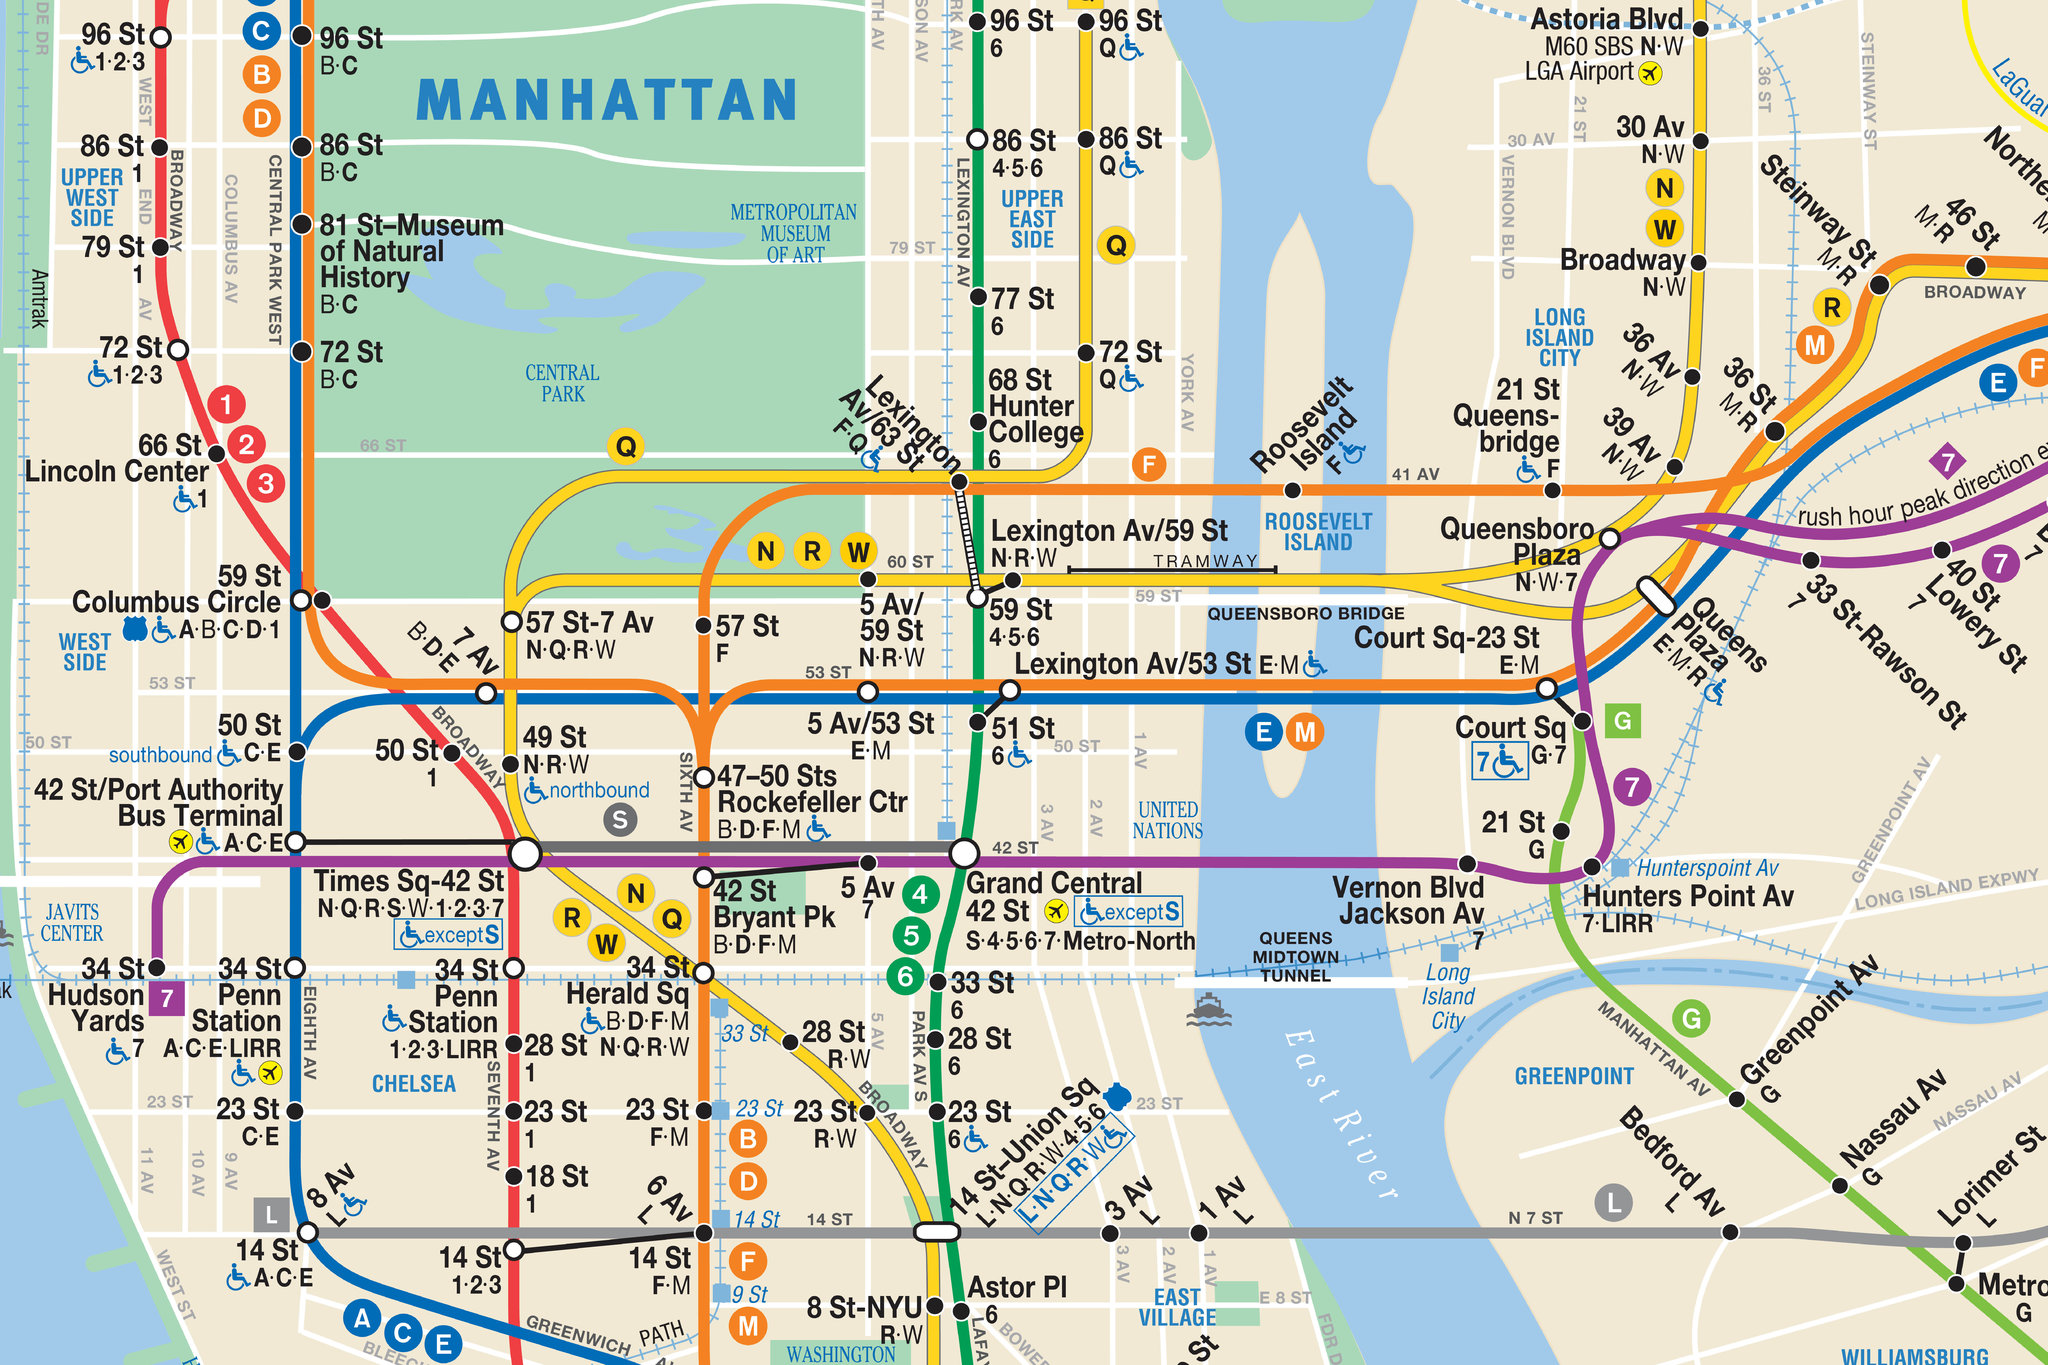 DE DR
96 St
1·2·3
WEST
C
B
D
96 St
B·C
MANHATTAN
TH AV
SON AV
RK AV
96 St
6
Q
96 St
Q
Astoria Blvd
M60 SBS N·W
LGA Airport
36 ST
STEINWAY ST
LaGuar
86 St
1
UPPER
WEST
SIDE
END
AV
BROADWAY
COLUMBUS AV
CENTRAL PARK WEST
86 St
B·C
86 St
4·5·6
LEXINGTON AV
86 St
Q
UPPER
EAST
SIDE
30 AV
21 ST
VERNON BLVD
30 Av
N·W
N
W
Northe
M
79 St
1
Amtrak
81 St–Museum
of Natural
History
B·C
METROPOLITAN
MUSEUM
OF ART
79 ST
Q
Broadway
N·W
Steinway St
M·R
46 St
M·R
R
M
BROADWAY
72 St
1·2·3
72 St
B·C
CENTRAL
PARK
77 St
6
72 St
Q
YORK AV
LONG
ISLAND
CITY
36 Av
N·W
36 St
M·R
E
F
1
2
3
66 St
Lincoln Center
1
66 ST
Q
Lexington
Av/63 St
F·Q
68 St
Hunter
College
6
F
Roosevelt
Island
F
21 St
Queens-
bridge
F
41 AV
39 Av
N·W
7
rush hour peak direction e
ROOSEVELT
ISLAND
59 St
Columbus Circle
A·B·C·D·1
WEST
SIDE
N
R
W
60 ST
Lexington Av/59 St
N·R·W
TRAMWAY
Queensboro
Plaza
N·W·7
33 St-Rawson St
7
40 St
Lowery St
7
7
7
57 St-7 Av
N·Q·R·W
57 St
F
5 Av/
59 St
N·R·W
59 St
4·5·6
59 ST
QUEENSBORO BRIDGE
Court Sq-23 St
E·M
Queens
Plaza
E·M·R
53 ST
7 Av
B·D·E
53 ST
Lexington Av/53 St E·M
50 St
southbound C·E
50 ST
50 St
1
BROADWAY
49 St
N·R·W
northbound
SIXTH AV
5 Av/53 St
E·M
51 St
6
50 ST
1 AV
E
M
Court Sq
G·7
7
G
7
42 St/Port Authority
Bus Terminal
A·C·E
S
47–50 Sts
Rockefeller Ctr
B·D·F·M
3 AV
2 AV
UNITED
NATIONS
21 St
G
GREENPOINT AV
JAVITS
CENTER
Times Sq-42 St
N·Q·R·S·W·1·2·3·7
except S
N
R
Q
W
42 St
Bryant Pk
B·D·F·M
5 Av
7
4
5
6
42 ST
Grand Central
42 St
except S
S·4·5·6·7·Metro-North
Vernon Blvd
Jackson Av
7
Hunterspoint Av
Hunters Point Av
7·LIRR
LONG ISLAND EXPWY
QUEENS
MIDTOWN
TUNNEL
Long
Island
City
34 St
Hudson
Yards
7
7
34 St
Penn
Station
A·C·E·LIRR
EIGHTH AV
34 St
Penn
Station
1·2·3·LIRR
34 St
Herald Sq
B·D·F·M
N·Q·R·W
33 St
28 St
R·W
5 AV
PARK AV S
33 St
6
28 St
6
East River
GREENPOINT
MANHATTAN AV
G
Greenpoint Av
G
CHELSEA
SEVENTH AV
28 St
1
23 ST
11 AV
10 AV
9 AV
23 St
C·E
23 St
1
23 St
F·M
23 St
B
D
23 St
R·W
BROADWAY
23 St
6
14 St–Union Sq
L·N·Q·R·W·4·5·6
L·N·Q·R·W
23 ST
Nassau Av
G
NASSAU AV
Bedford Av
L
Lorimer St
L
18 St
1
L
8 Av
L
14 St
A·C·E
WEST ST
14 St
1·2·3
6 Av
L
14 St
F·M
14 St
F
9 St
M
14 ST
3 Av
L
1 Av
L
3 AV
2 AV
1 AV
N 7 ST
L
Metro
G
A
C
E
GREENWICH
BLEEC
PATH
8 St-NYU
R·W
Astor Pl
6
EAST
VILLAGE
E 8 ST
FDR D
LAFAY
BOWE
WASHINGTON
WILLIAMSBURG